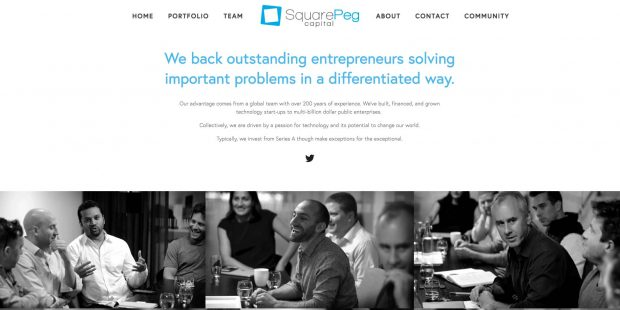 HOME PORTFOLIO TEAM SquarePeg capital ABOUT CONTACT COMMUNITY
We back outstanding entrepreneurs solving
important problems in a differentiated way.
Our advantage comes from a global team with over 200 years of experience. We've built, financed, and grown
technology start-ups to multi-billion dollar public enterprises.
Collectively, we are driven by a passion for technology and its potential to change our world.
Typically, we invest from Series A though make exceptions for the exceptional.